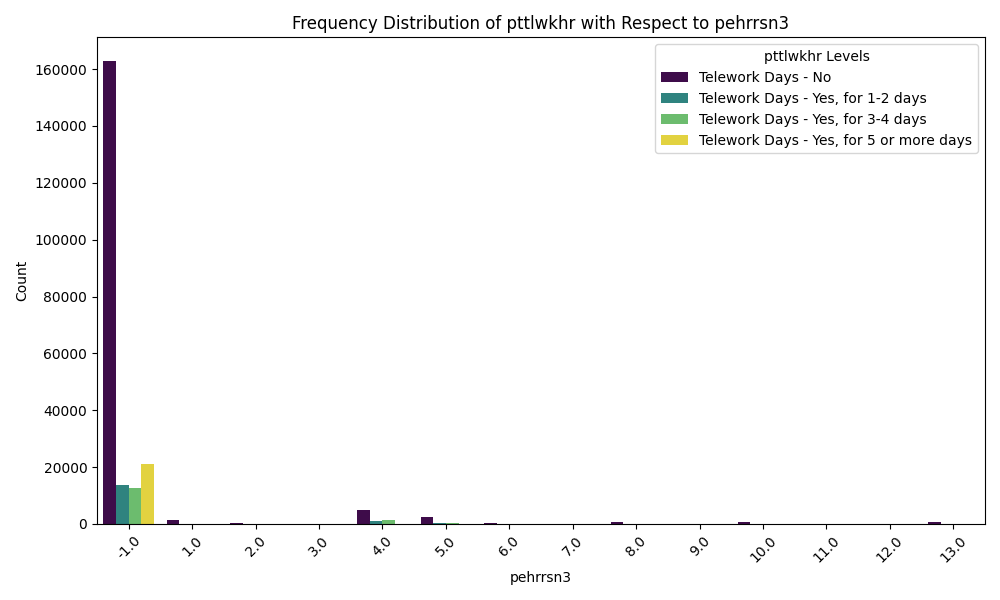 Frequency Distribution of pttlwkhr with Respect to pehrrsn3
pttlwkhr Levels
Telework Days - No
Telework Days - Yes, for 1-2 days
Telework Days - Yes, for 3-4 days
Telework Days - Yes, for 5 or more days
160000
140000
120000
100000
80000
60000
40000
20000
0
Count
-1.0
1.0
2.0
3.0
4.0
5.0
6.0
7.0
8.0
9.0
10.0
11.0
12.0
13.0
pehrrsn3